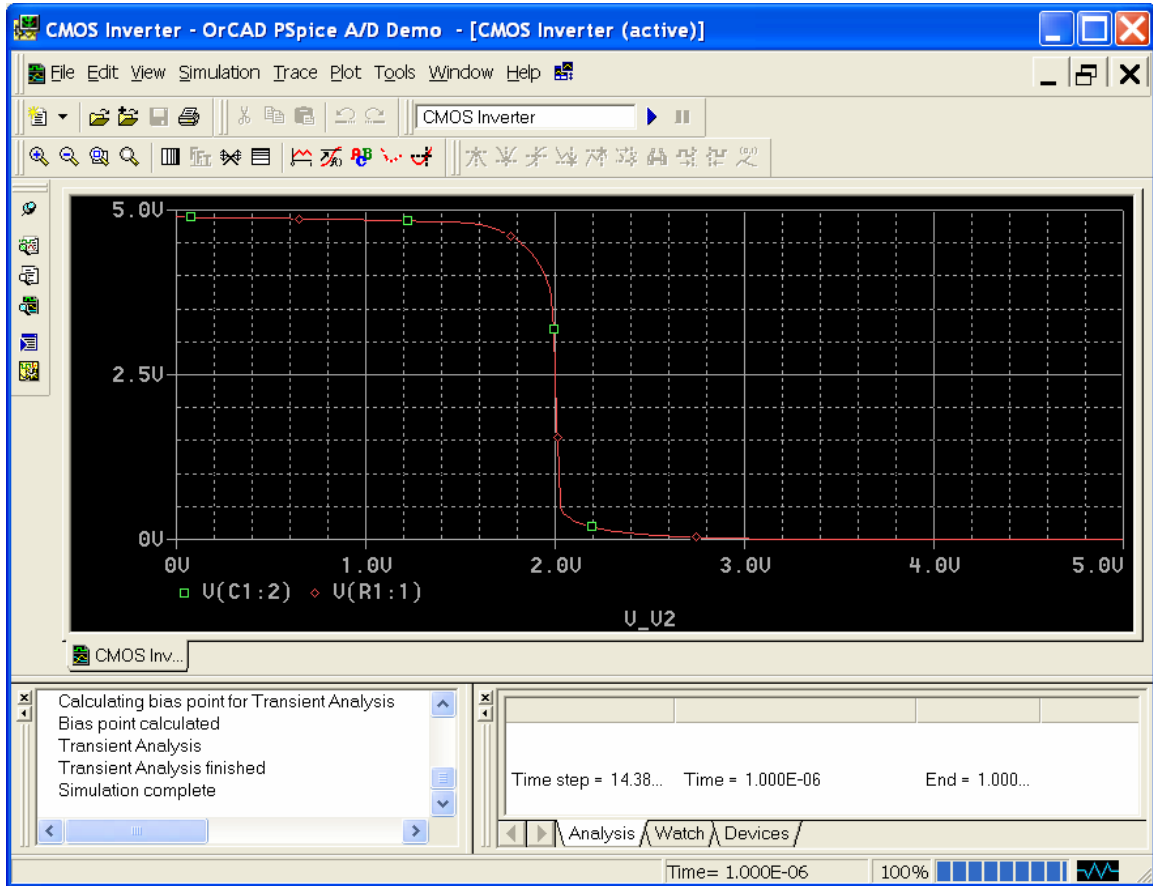 CMOS Inverter - OrCAD PSpice A/D Demo - [CMOS Inverter (active)]
File Edit View Simulation Trace Plot Tools Window Help
CMOS Inverter
5.0V
2.5V
0V
0V 1.0V 2.0V 3.0V 4.0V 5.0V
V(C1:2) V(R1:1)
V_V2
CMOS Inv...
Calculating bias point for Transient Analysis
Bias point calculated
Transient Analysis
Transient Analysis finished
Simulation complete
Time step = 14.38... Time = 1.000E-06 End = 1.000...
Analysis Watch Devices
Time= 1.000E-06 100%